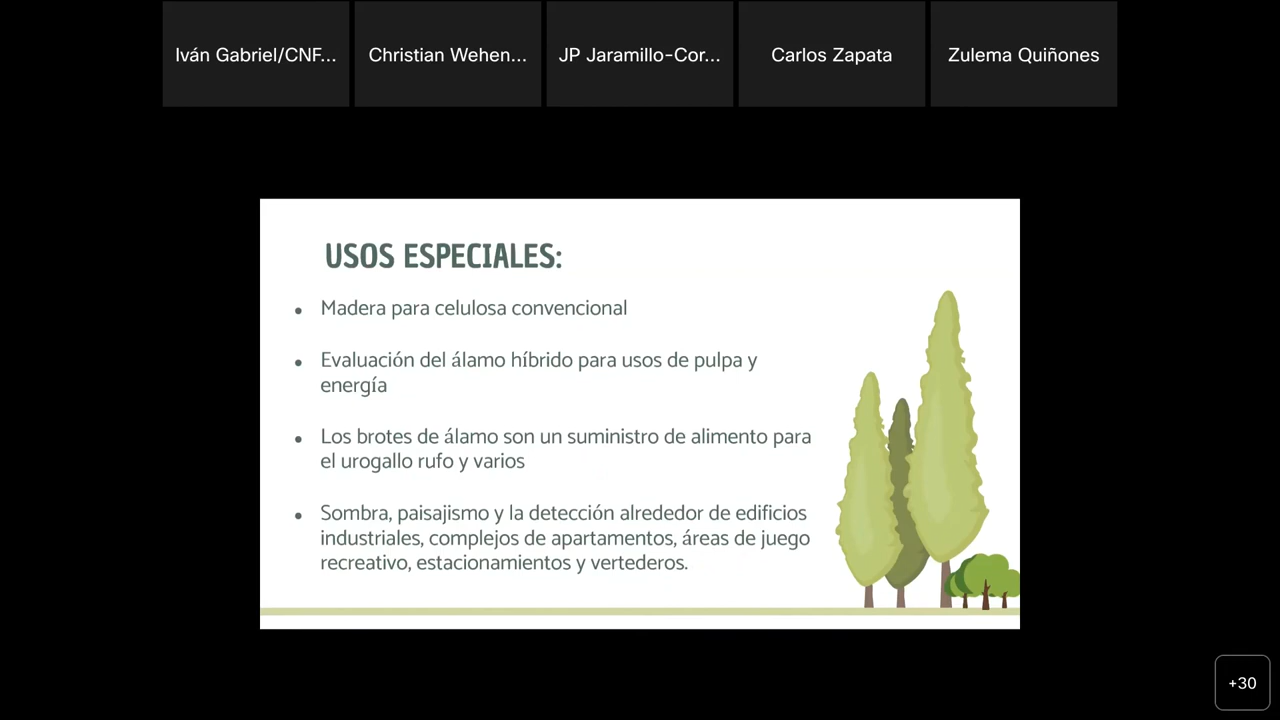 Iván Gabriel/CNF...
Christian Wehen...
JP Jaramillo-Cor...
Carlos Zapata
Zulema Quiñones
USOS ESPECIALES:
• Madera para celulosa convencional
• Evaluación del álamo híbrido para usos de pulpa y
energía
• Los brotes de álamo son un suministro de alimento para
el urogallo rufo y varios
• Sombra, paisajismo y la detección alrededor de edificios
industriales, complejos de apartamentos, áreas de juego
recreativo, estacionamientos y vertederos.
+30